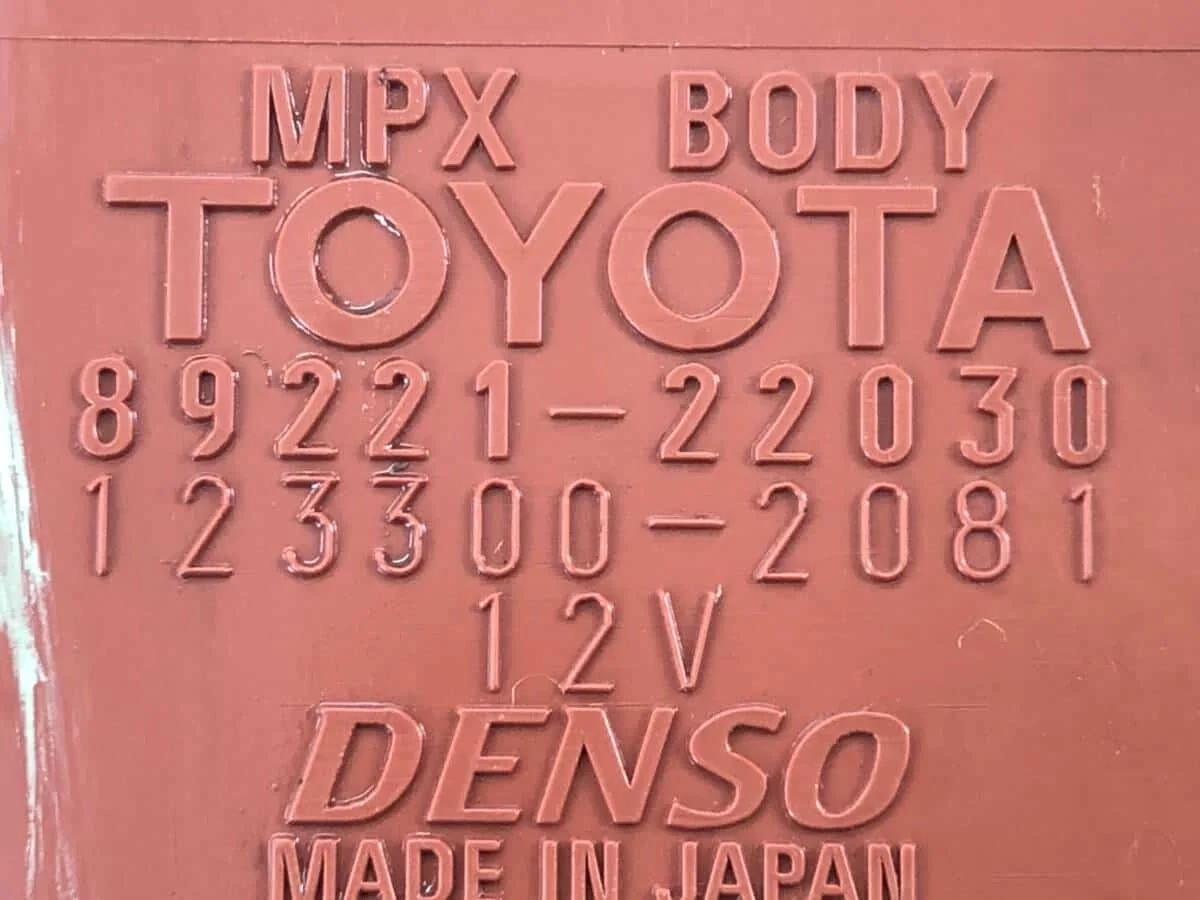 MPX BODY
TOYOTA
89221-22030
123300-2081
12V
DENSO
MADE IN JAPAN